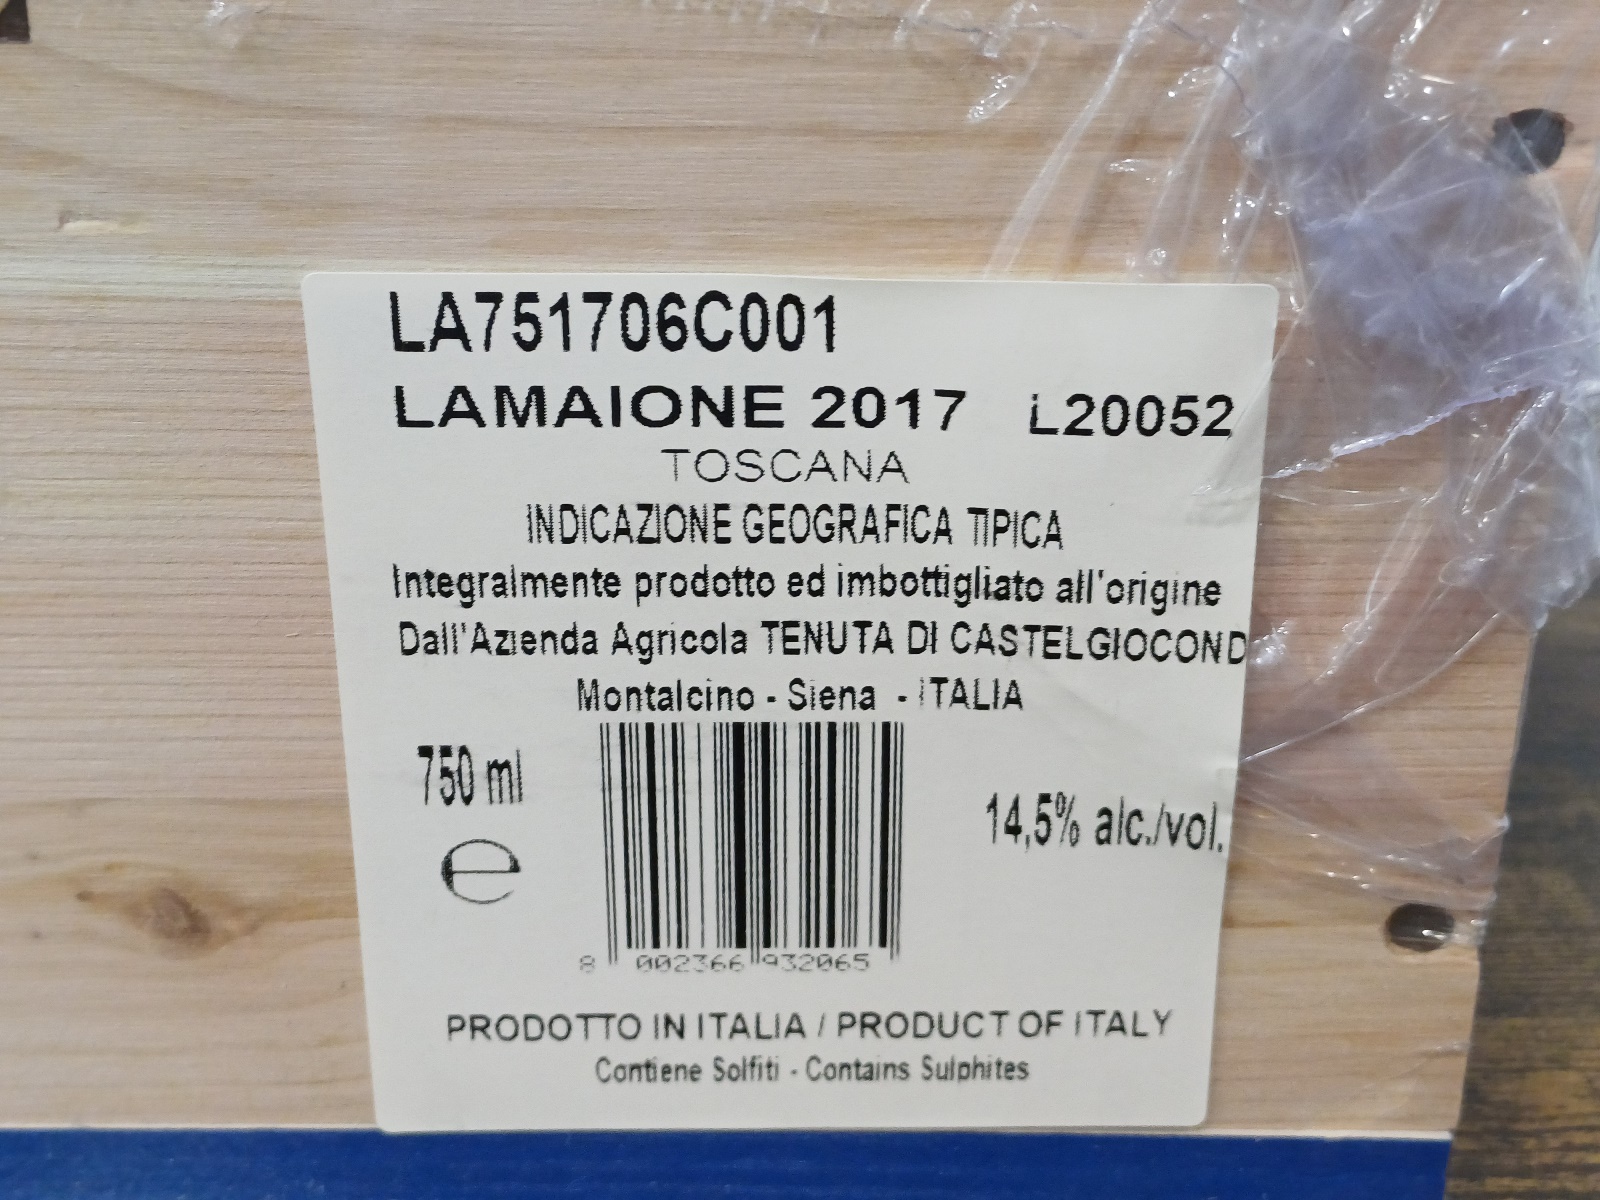 LA751706C001
LAMAIONE 2017 L20052
TOSCANA
INDICAZIONE GEOGRAFICA TIPICA
Integralmente prodotto ed imbottigliato all'origine
Dall'Azienda Agricola TENUTA DI CASTELGIOCOND
Montalcino - Siena - ITALIA
750 ml
14,5% alc./vol.
e
8 002366 932065
PRODOTTO IN ITALIA / PRODUCT OF ITALY
Contiene Solfiti - Contains Sulphites